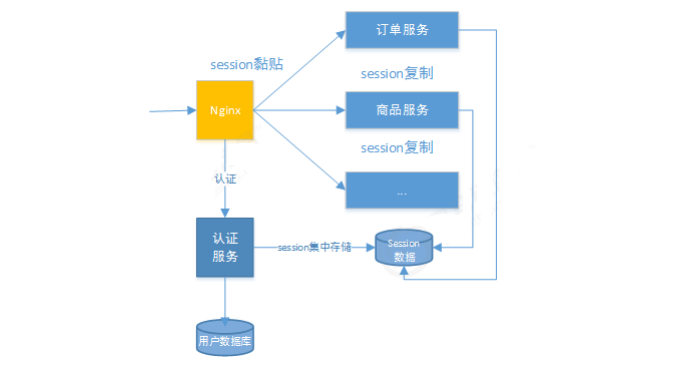 订单服务
session黏贴
session复制
Nginx
商品服务
session复制
认证
...
认证
服务
session集中存储
Session
数据
用户数据库